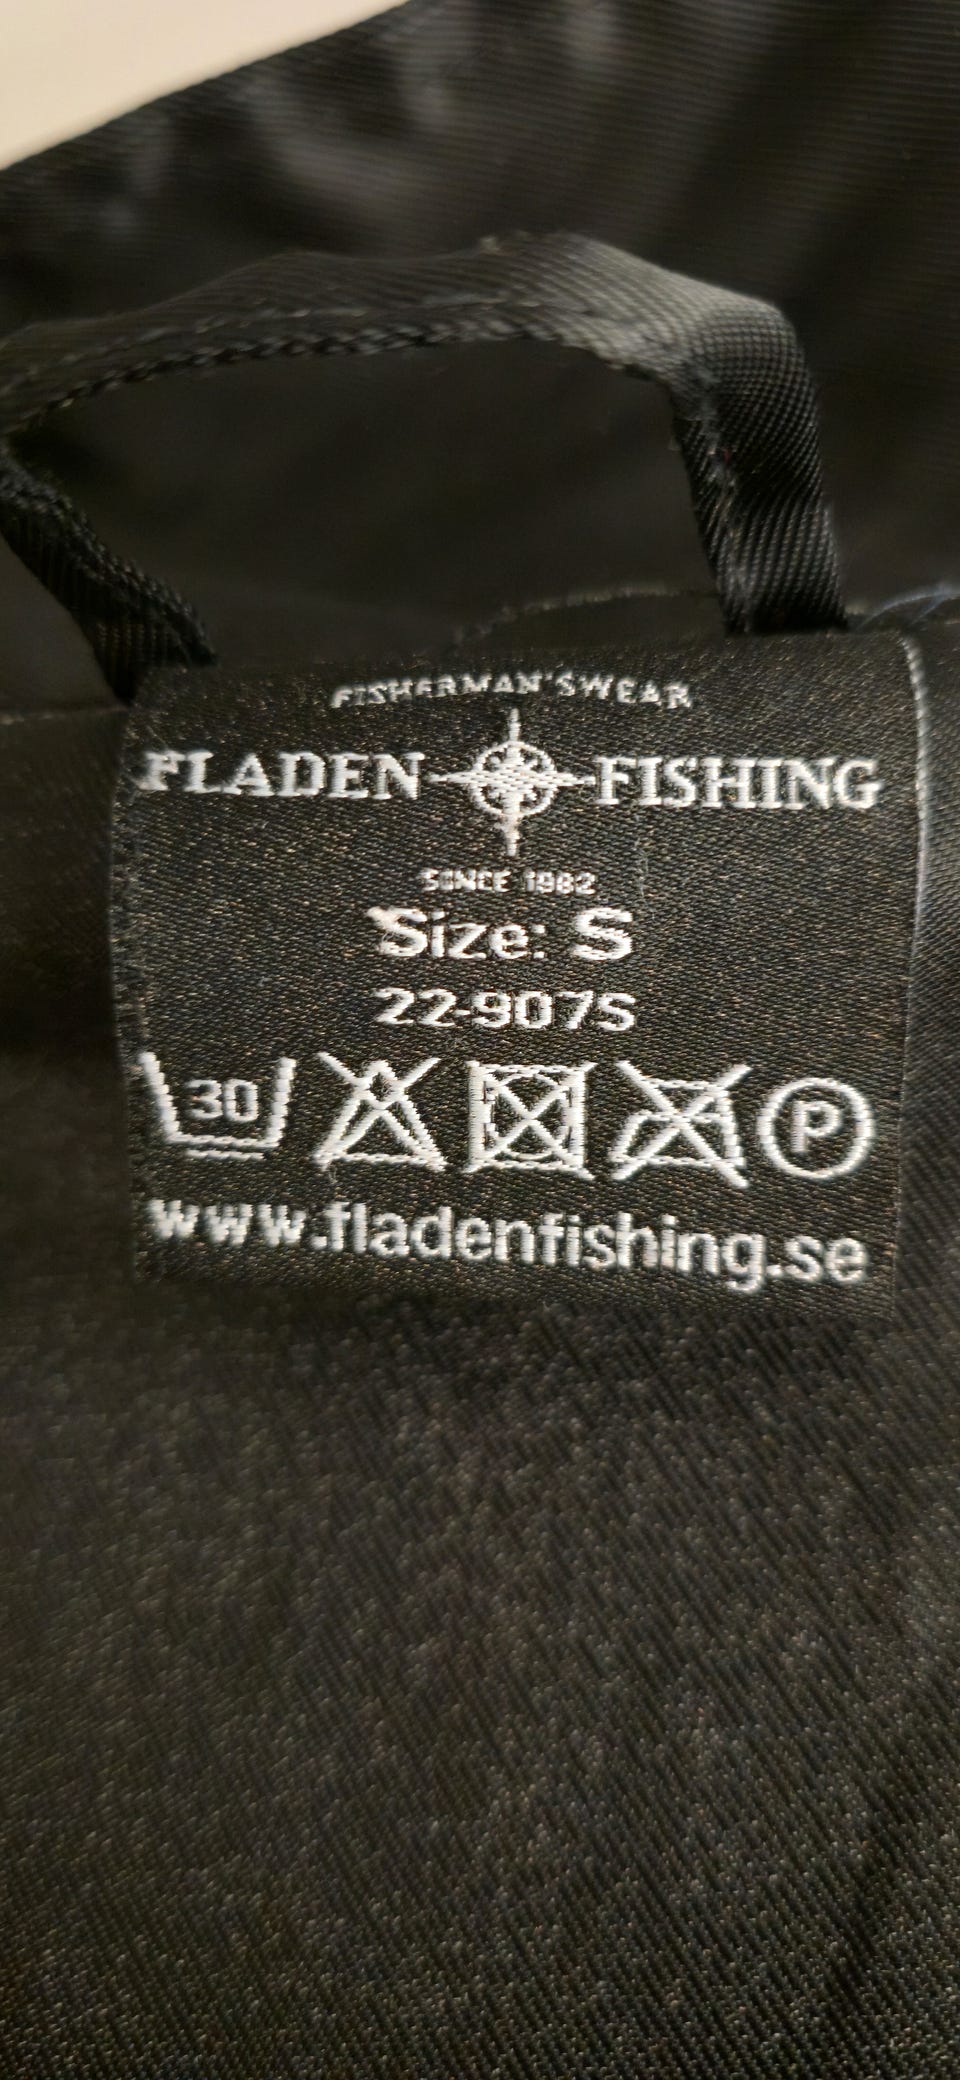 FISHERMAN'SWEAR
FLADEN FISHING
SINCE 1982
Size: S
22-907S
30 P
www.fladenfishing.se